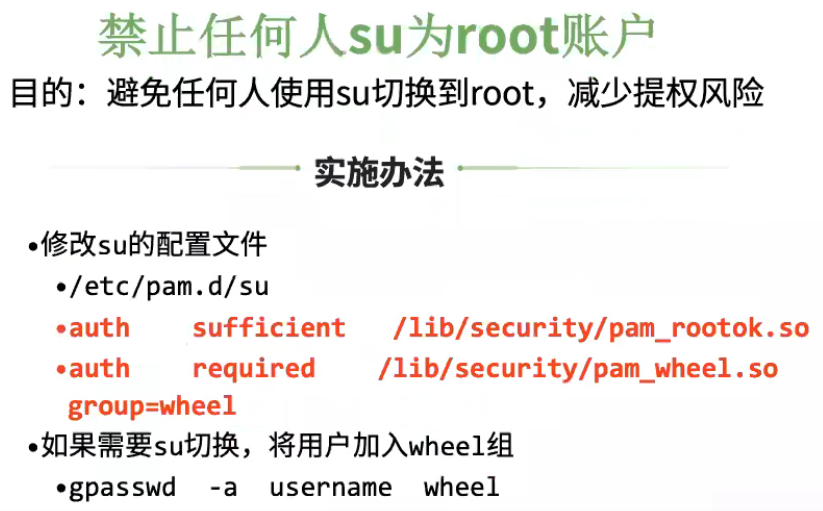 禁止任何人su为root账户
目的：避免任何人使用su切换到root，减少提权风险
实施办法
•修改su的配置文件
•/etc/pam.d/su
•auth    sufficient   /lib/security/pam_rootok.so
•auth    required    /lib/security/pam_wheel.so
group=wheel
•如果需要su切换，将用户加入wheel组
•gpasswd  -a  username  wheel